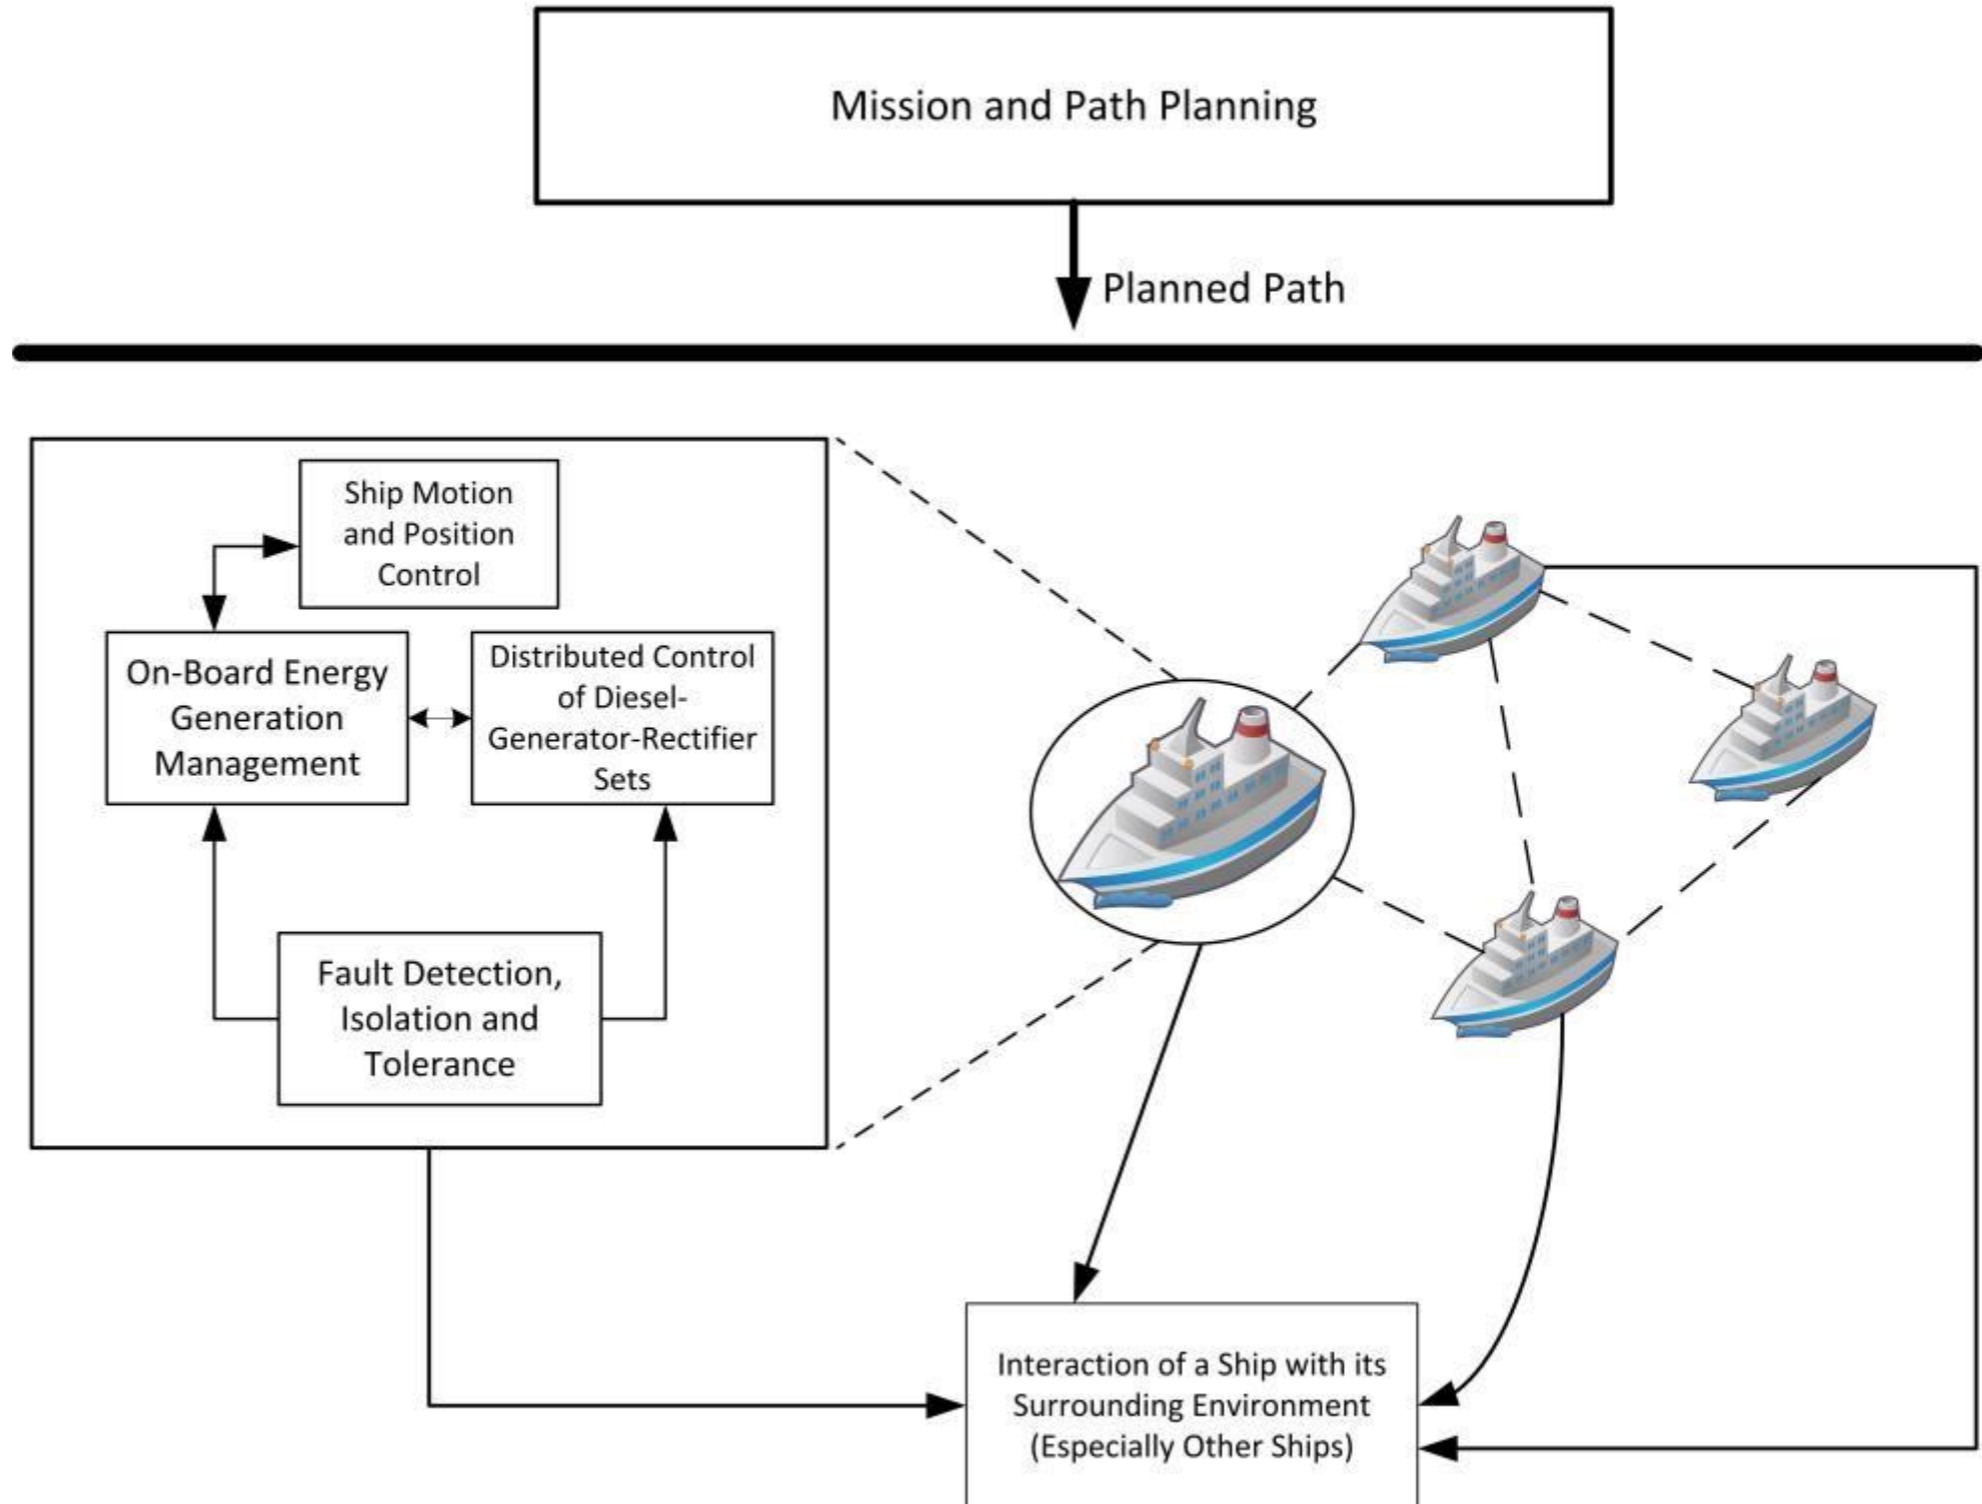 Mission and Path Planning
Planned Path
Ship Motion
and Position
Control
On-Board Energy
Generation
Management
Distributed Control
of Diesel-
Generator-Rectifier
Sets
Fault Detection,
Isolation and
Tolerance
Interaction of a Ship with its
Surrounding Environment
(Especially Other Ships)